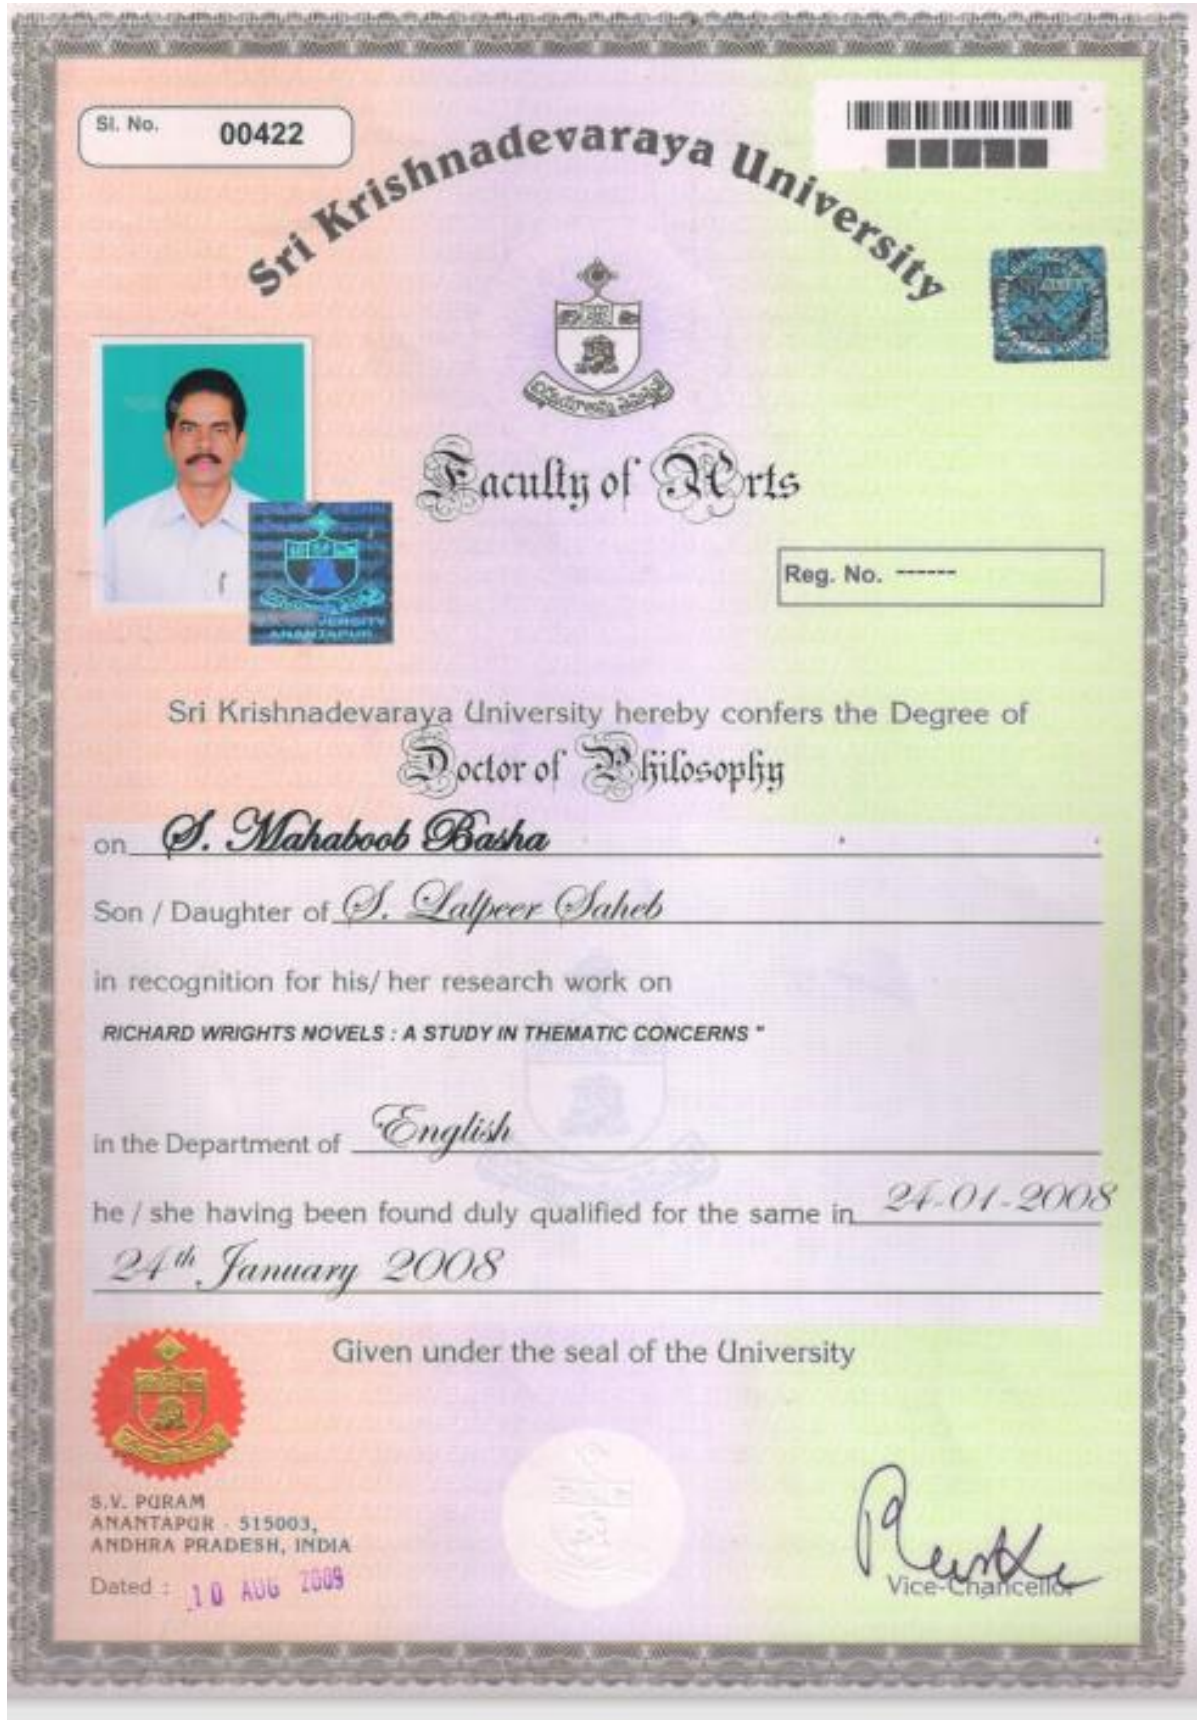 Sl. No. 00422
Sri Krishnadevaraya University
Faculty of Arts
Reg. No. ------
UNIVERSITY
ANANTAPUR
Sri Krishnadevaraya University hereby confers the Degree of
Doctor of Philosophy
on S. Mahaboob Basha
Son / Daughter of S. Lalpeer Saheb
in recognition for his/ her research work on
RICHARD WRIGHTS NOVELS : A STUDY IN THEMATIC CONCERNS "
in the Department of English
he / she having been found duly qualified for the same in 24-01-2008
24th January 2008
Given under the seal of the University
S.V. PURAM
ANANTAPUR - 515003,
ANDHRA PRADESH, INDIA
Dated : 10 AUG 2009
Vice-Chancellor